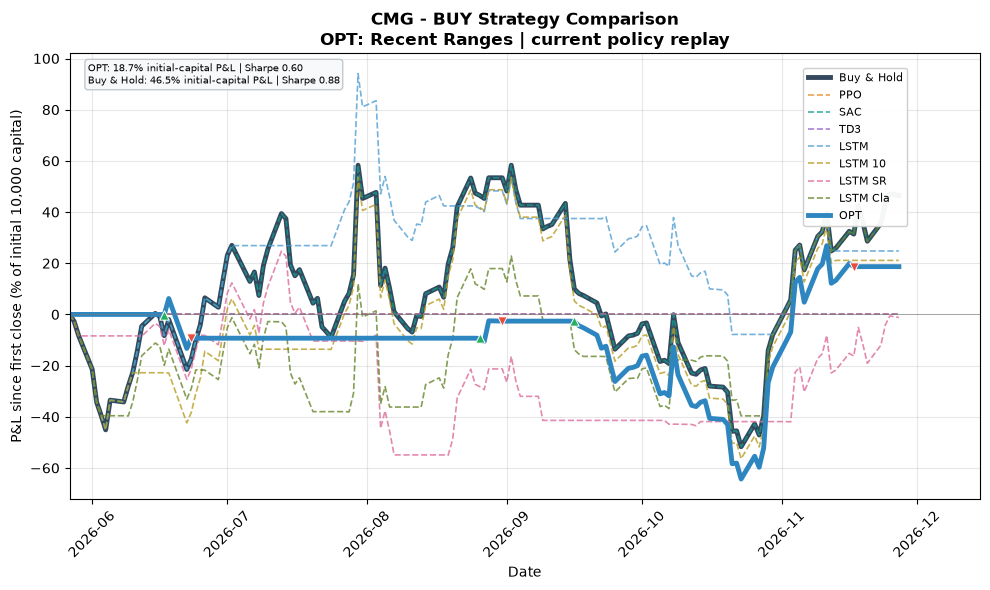 CMG - BUY Strategy Comparison
OPT: Recent Ranges | current policy replay
OPT: 18.7% initial-capital P&L | Sharpe 0.60
Buy & Hold: 46.5% initial-capital P&L | Sharpe 0.88
Buy & Hold
PPO
SAC
TD3
LSTM
LSTM 10
LSTM SR
LSTM Cla
OPT
P&L since first close (% of initial 10,000 capital)
100
80
60
40
20
0
−20
−40
−60
2026-06
2026-07
2026-08
2026-09
2026-10
2026-11
2026-12
Date